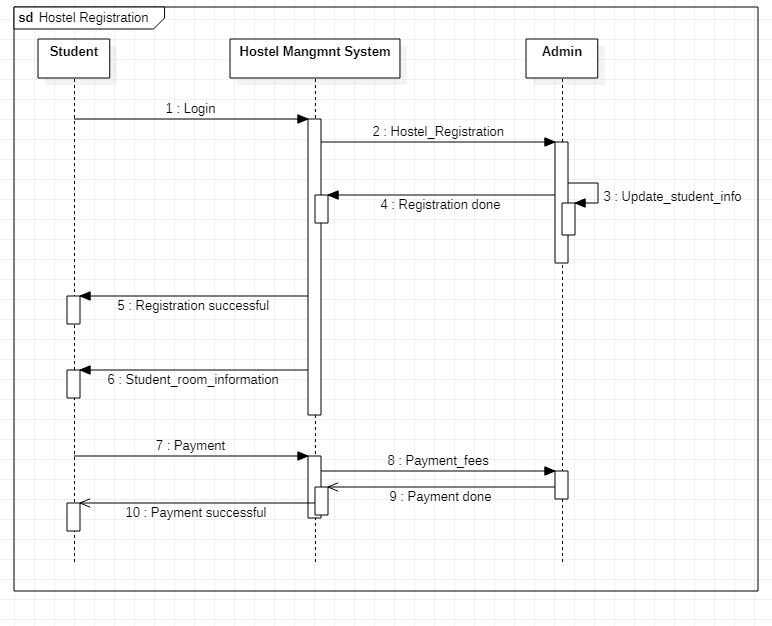 sd Hostel Registration
Student
Hostel Mangmnt System
Admin
1 : Login
2 : Hostel_Registration
3 : Update_student_info
4 : Registration done
5 : Registration successful
6 : Student_room_information
7 : Payment
8 : Payment_fees
9 : Payment done
10 : Payment successful